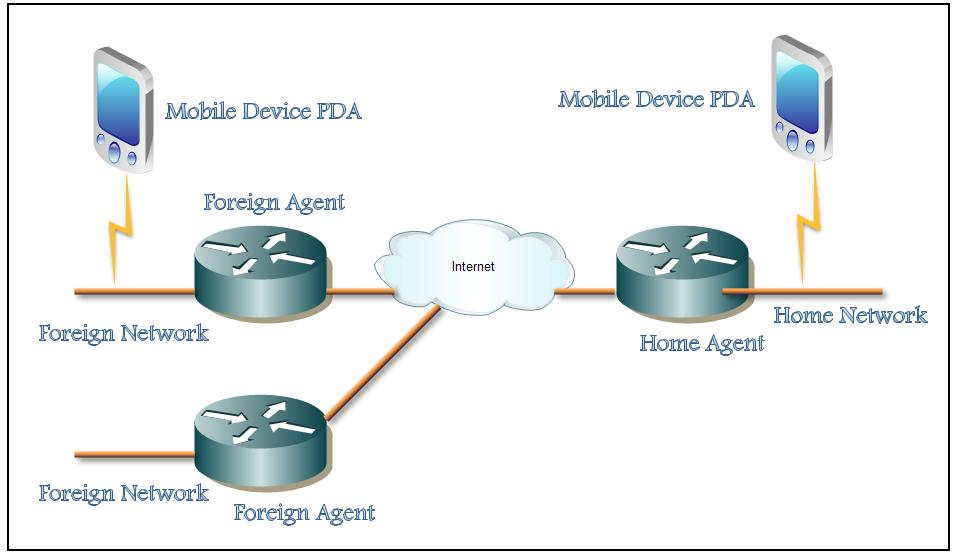 Mobile Device PDA
Mobile Device PDA
Foreign Agent
Internet
Foreign Network
Home Network
Home Agent
Foreign Network
Foreign Agent